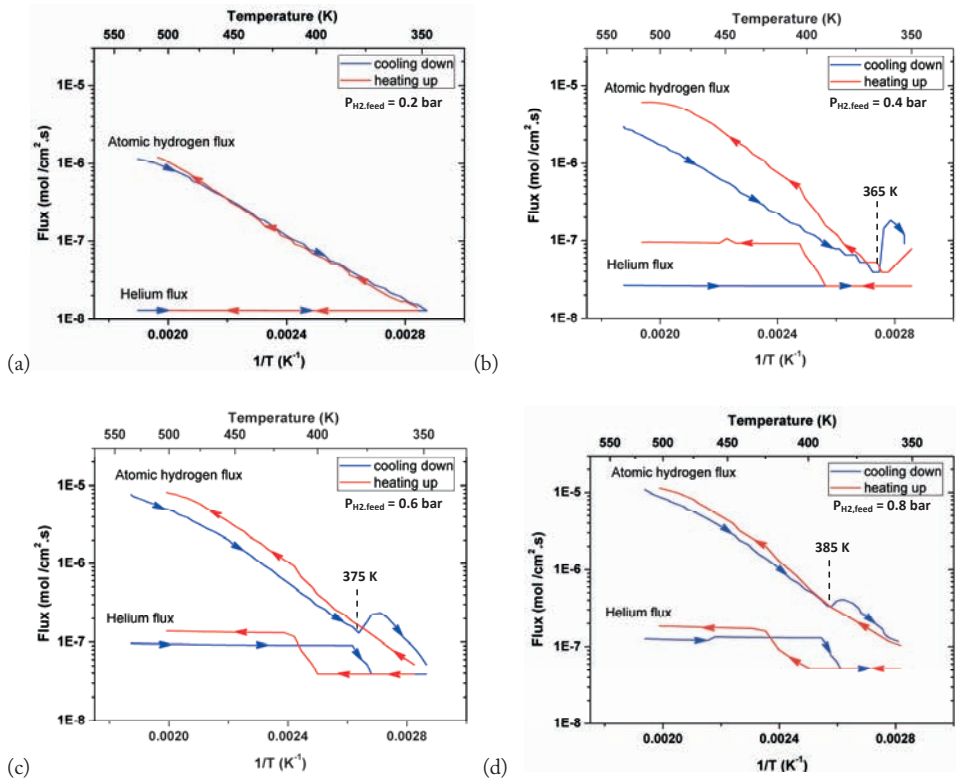 Temperature (K)
550 500 450 400 350
cooling down
heating up
P H2.feed = 0.2 bar
1E-5
Atomic hydrogen flux
1E-6
Flux (mol /cm².s)
1E-7
Helium flux
1E-8
0.0020 0.0024 0.0028
1/T (K⁻¹)
(a)
Temperature (K)
550 500 450 400 350
cooling down
heating up
P H2.feed = 0.4 bar
Atomic hydrogen flux
1E-5
1E-6
Flux (mol /cm².s)
365 K
1E-7
Helium flux
1E-8
0.0020 0.0024 0.0028
1/T (K⁻¹)
(b)
Temperature (K)
550 500 450 400 350
Atomic hydrogen flux
cooling down
heating up
P H2.feed = 0.6 bar
1E-5
1E-6
Flux (mol /cm².s)
375 K
Helium flux
1E-7
1E-8
0.0020 0.0024 0.0028
1/T (K⁻¹)
(c)
Temperature (K)
550 500 450 400 350
Atomic hydrogen flux
cooling down
heating up
P H2,feed = 0.8 bar
1E-5
1E-6
Flux (mol /cm².s)
385 K
Helium flux
1E-7
1E-8
0.0020 0.0024 0.0028
1/T (K⁻¹)
(d)